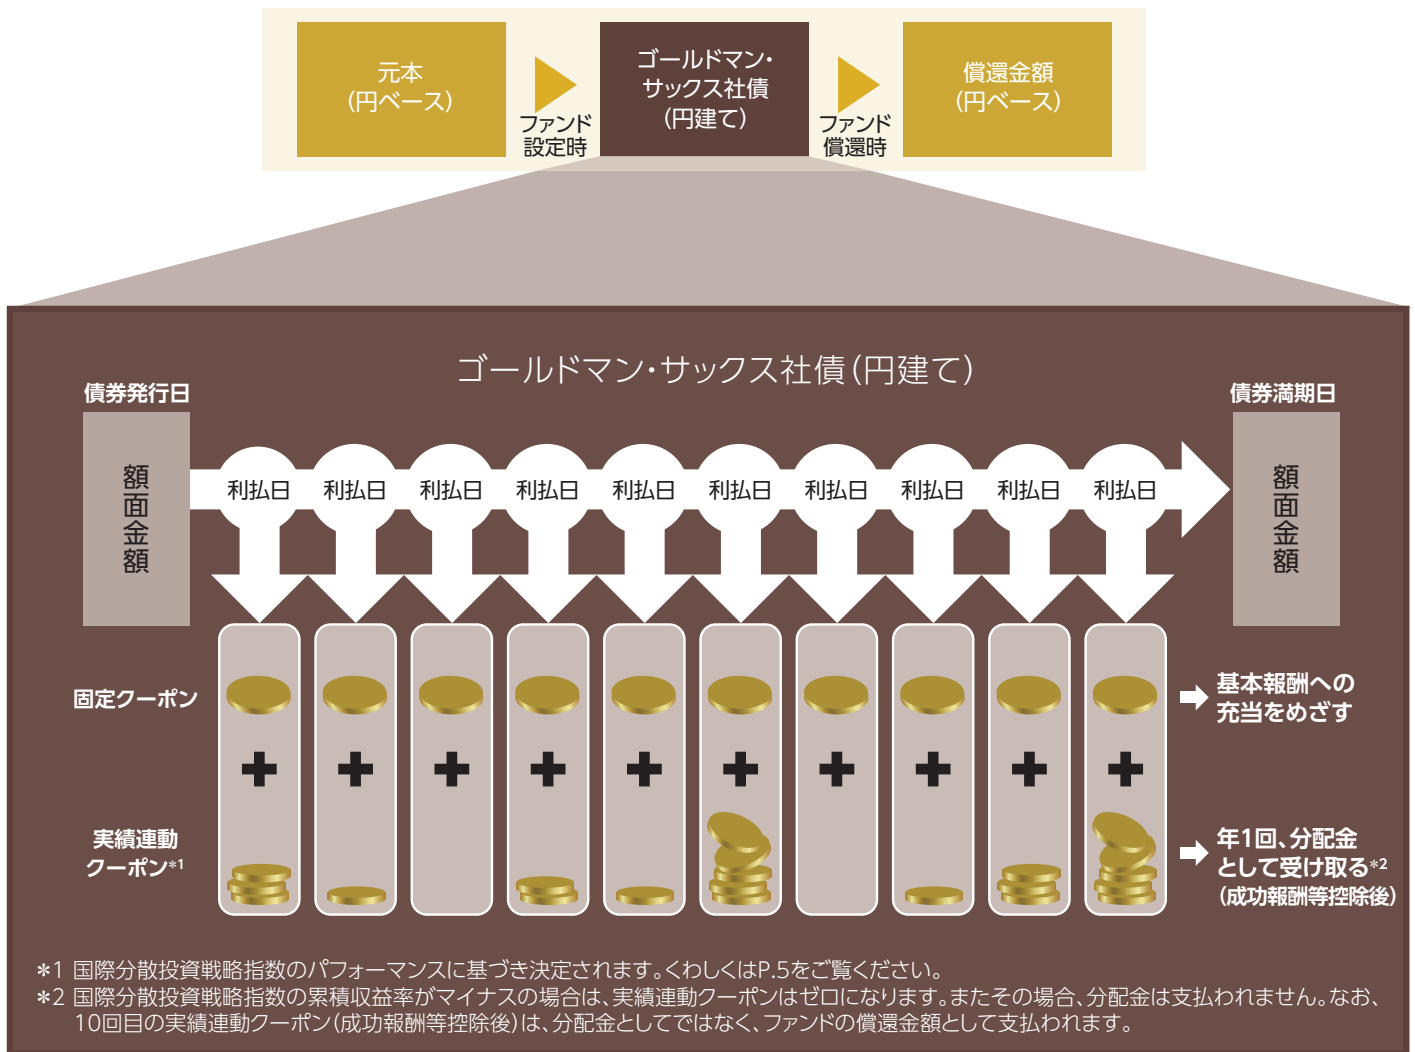 元本
（円ベース）
ファンド
設定時
ゴールドマン・
サックス社債
（円建て）
ファンド
償還時
償還金額
（円ベース）
ゴールドマン・サックス社債（円建て）
債券発行日
債券満期日
額面金額
利払日 利払日 利払日 利払日 利払日 利払日 利払日 利払日 利払日 利払日
額面金額
固定クーポン
基本報酬への
充当をめざす
+ + + + + + + + + +
実績連動
クーポン*1
年1回、分配金
として受け取る*2
（成功報酬等控除後）
*1 国際分散投資戦略指数のパフォーマンスに基づき決定されます。くわしくはP.5をご覧ください。
*2 国際分散投資戦略指数の累積収益率がマイナスの場合は、実績連動クーポンはゼロになります。またその場合、分配金は支払われません。なお、
10回目の実績連動クーポン（成功報酬等控除後）は、分配金としてではなく、ファンドの償還金額として支払われます。